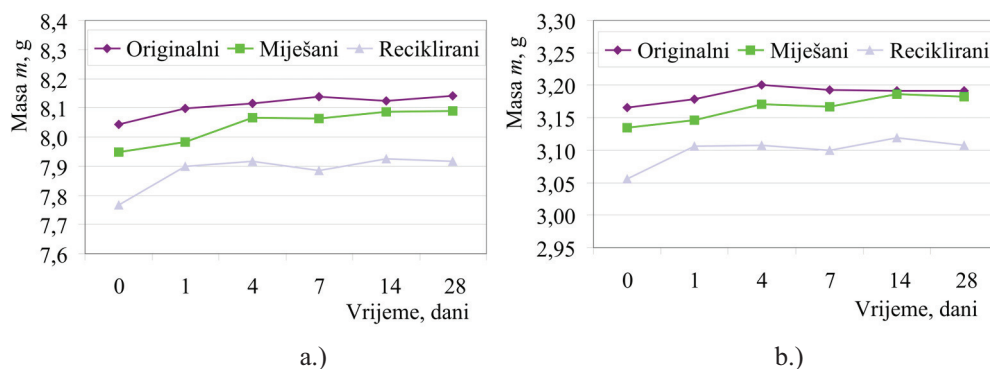 8,4
8,3
8,2
8,1
8,0
7,9
7,8
7,7
7,6
Masa m, g
Originalni Miješani Reciklirani
0 1 4 7 14 28
Vrijeme, dani
a.)
3,30
3,25
3,20
3,15
3,10
3,05
3,00
2,95
Masa m, g
Originalni Miješani Reciklirani
0 1 4 7 14 28
Vrijeme, dani
b.)